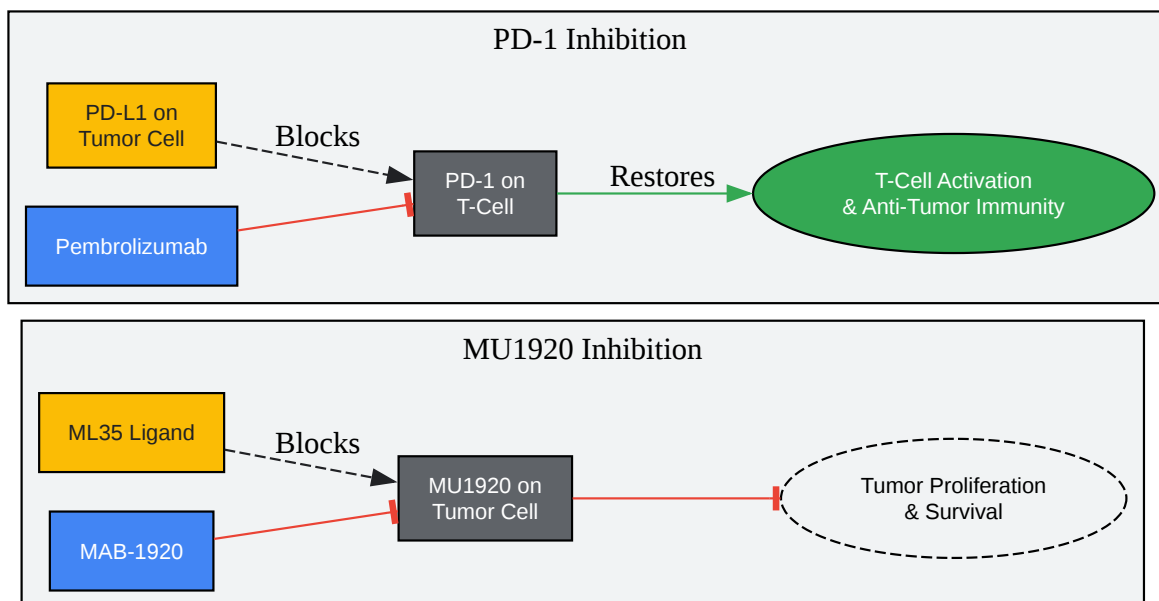 PD-1 Inhibition
PD-L1 on
Tumor Cell
Blocks
Pembrolizumab
PD-1 on
T-Cell
Restores
T-Cell Activation
& Anti-Tumor Immunity
MU1920 Inhibition
ML35 Ligand
Blocks
MAB-1920
MU1920 on
Tumor Cell
Tumor Proliferation
& Survival